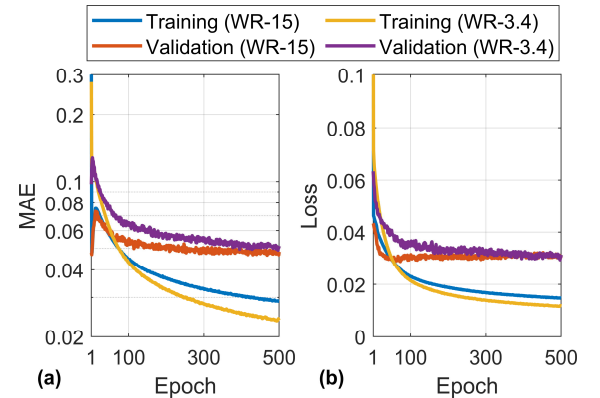 Training (WR-15) Training (WR-3.4)
Validation (WR-15) Validation (WR-3.4)
0.3
0.2
0.1
0.08
0.06
0.04
0.02
MAE
1 100 300 500
Epoch
(a)
0.1
0.08
0.06
0.04
0.02
0
Loss
1 100 300 500
Epoch
(b)